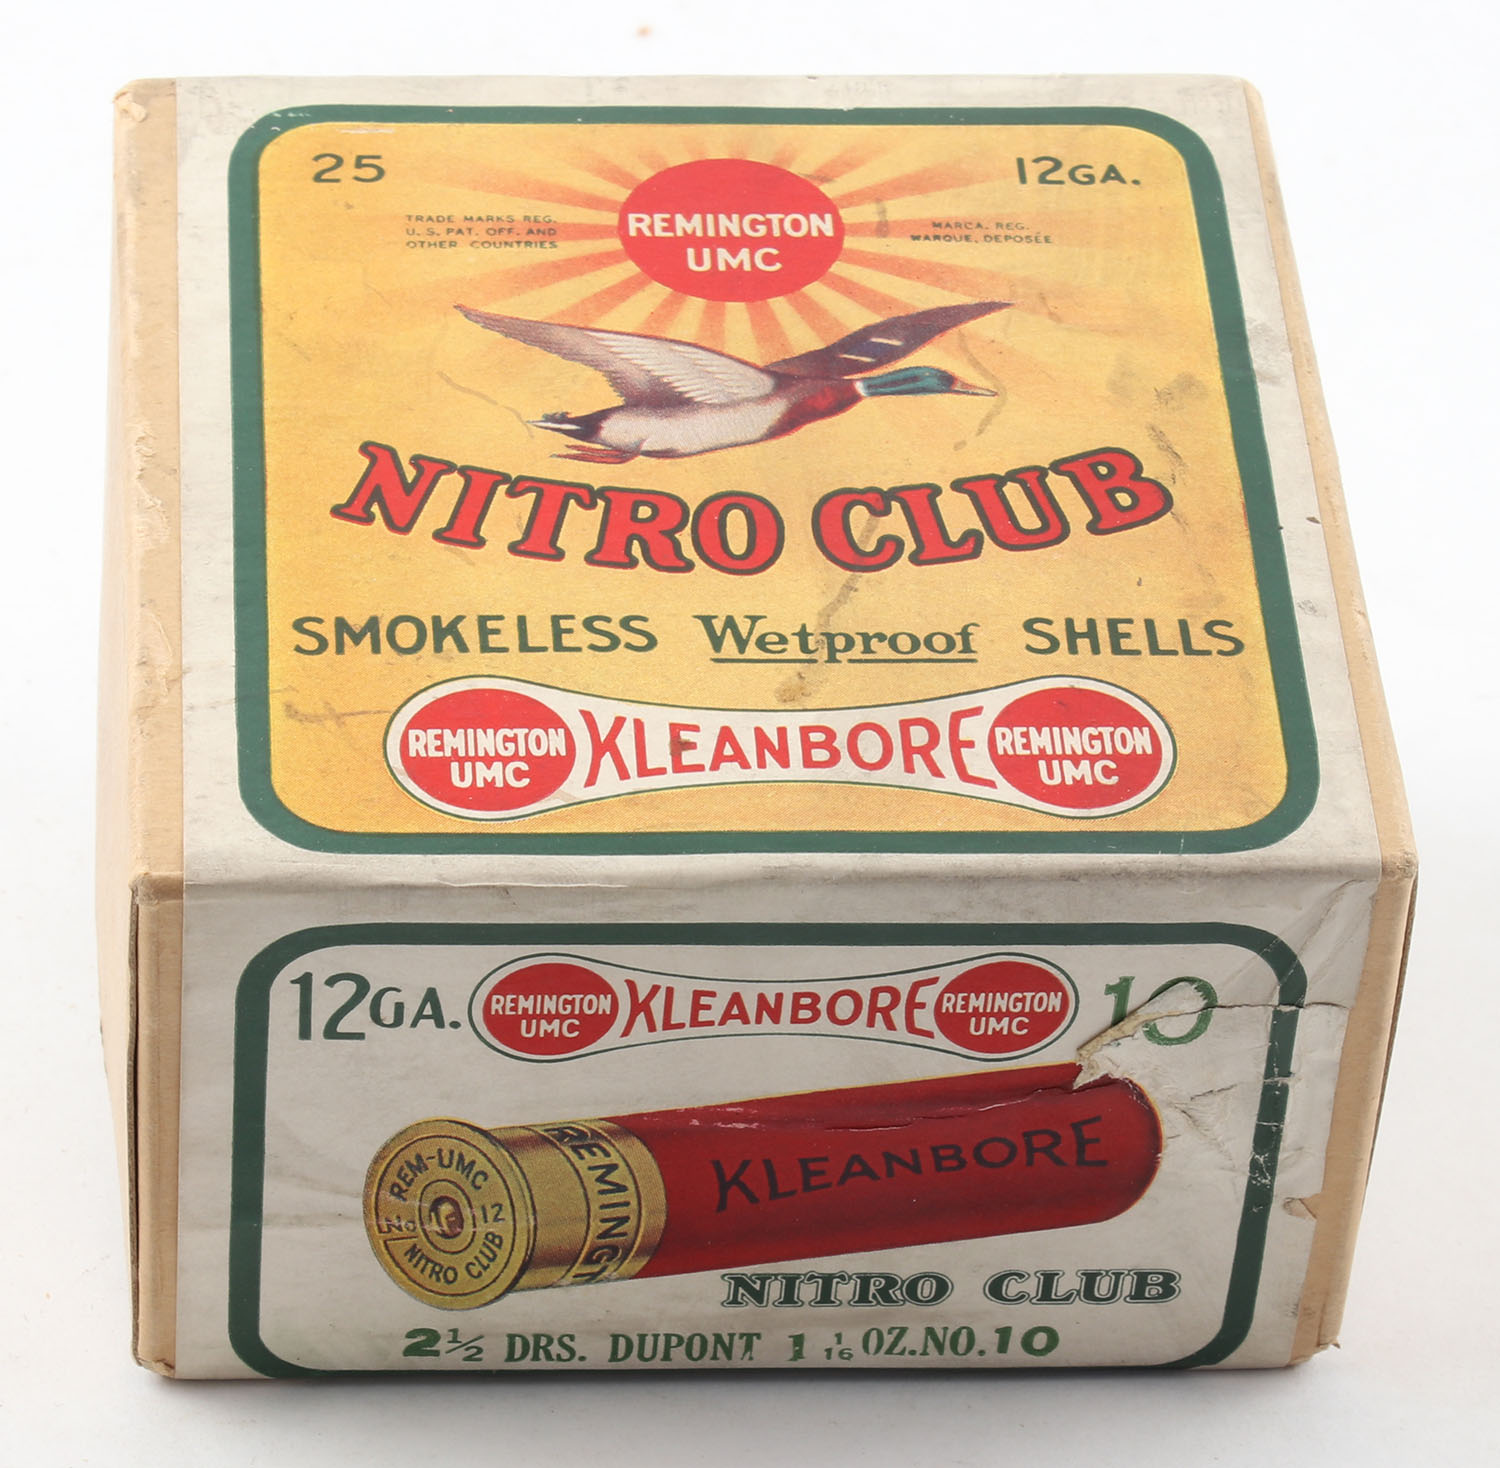 25
12GA.
TRADE MARKS REG.
U.S. PAT. OFF. AND
OTHER COUNTRIES
REMINGTON
UMC
MARCA. REG.
MARQUE. DEPOSÉE
NITRO CLUB
SMOKELESS Wetproof SHELLS
REMINGTON
UMC
KLEANBORE
REMINGTON
UMC
12GA.
REMINGTON
UMC
KLEANBORE
REMINGTON
UMC
10
REM-UMC
No 12
NITRO CLUB
REMINGT
KLEANBORE
NITRO CLUB
2½ DRS. DUPONT 1 1/16 OZ.NO.10